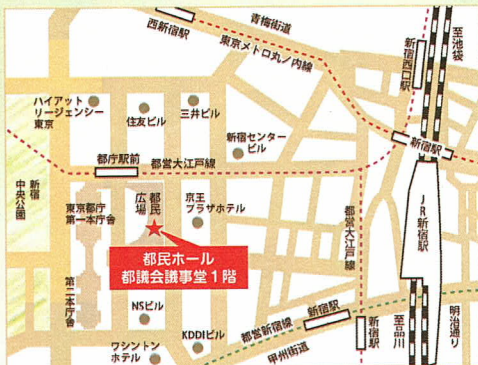 青梅街道
西新宿駅
東京メトロ丸ノ内線
新宿西口駅
至池袋
ハイアット
リージェンシー
東京
住友ビル
三井ビル
新宿センター
ビル
新宿駅
都庁駅前
都営大江戸線
新宿
中央公園
東京都庁
第一本庁舎
都民
広場
京王
プラザホテル
都営大江戸線
JR新宿駅
都民ホール
都議会議事堂1階
第二本庁舎
NSビル
新宿駅
都営新宿線
明治通り
KDDIビル
甲州街道
新宿駅
至品川
ワシントン
ホテル